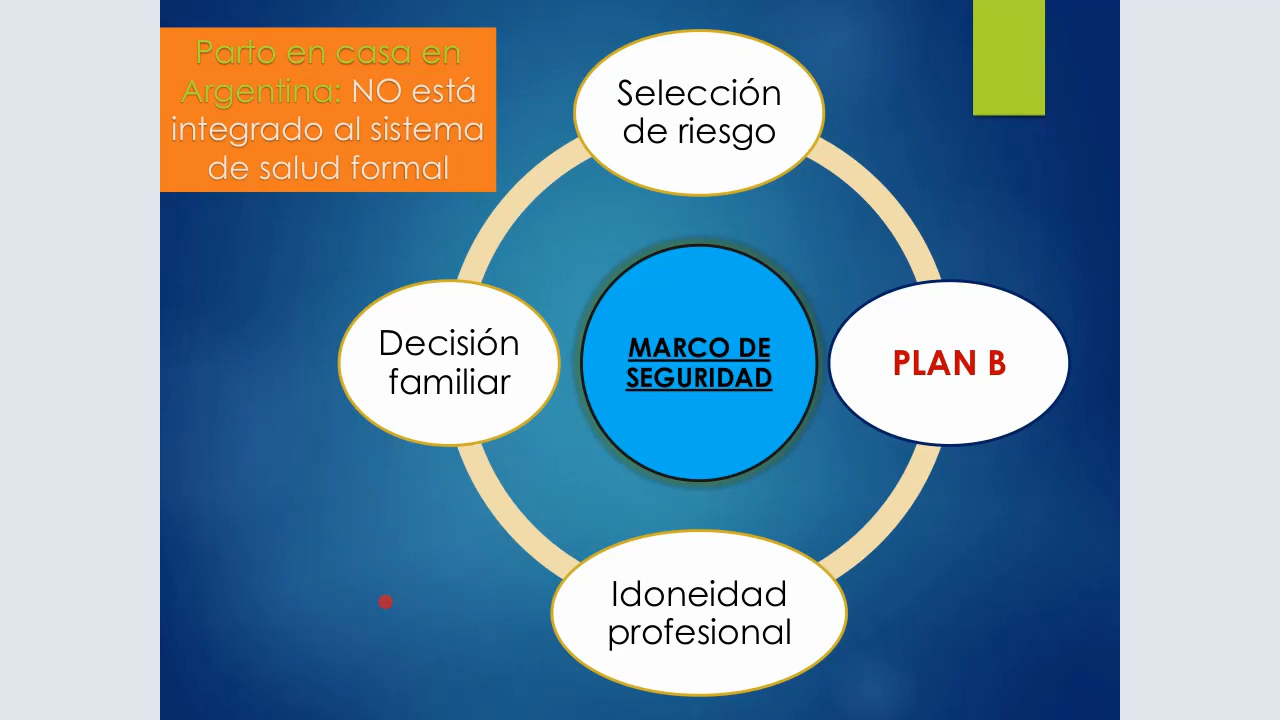 Parto en casa en
Argentina: NO está
integrado al sistema
de salud formal
Selección
de riesgo
Decisión
familiar
MARCO DE
SEGURIDAD
PLAN B
Idoneidad
profesional